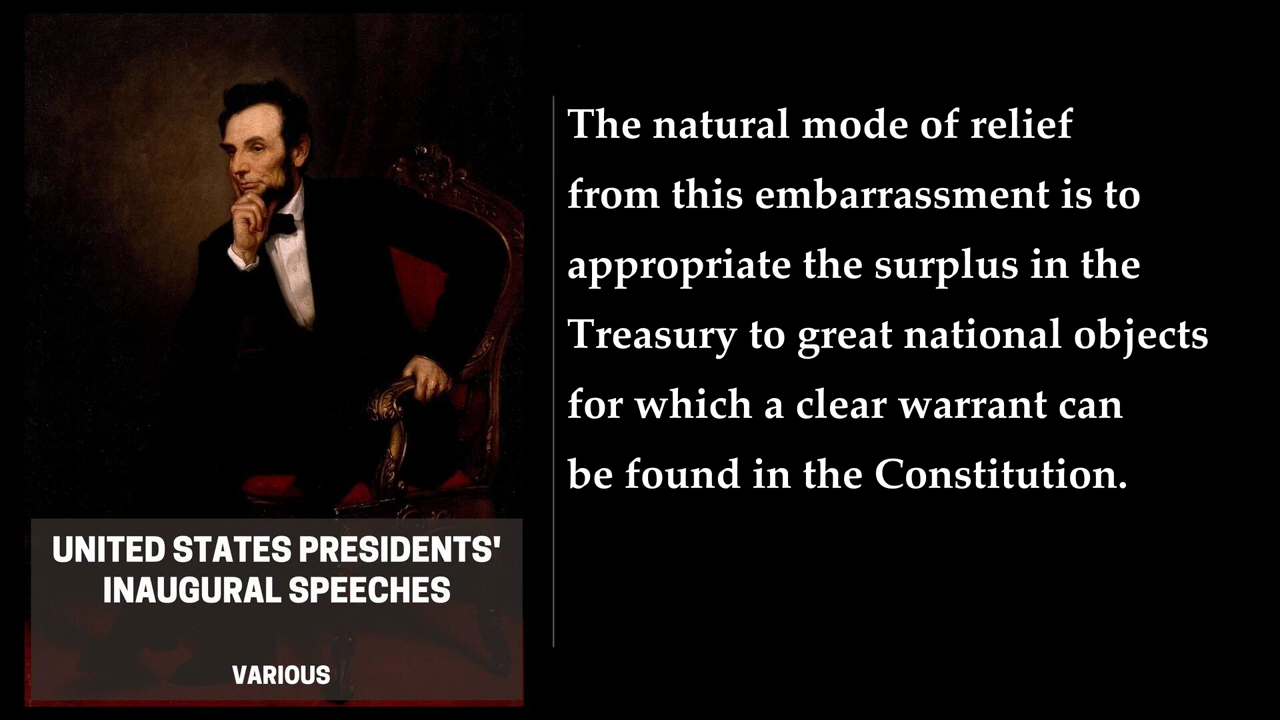 The natural mode of relief
from this embarrassment is to
appropriate the surplus in the
Treasury to great national objects
for which a clear warrant can
be found in the Constitution.
UNITED STATES PRESIDENTS'
INAUGURAL SPEECHES
VARIOUS